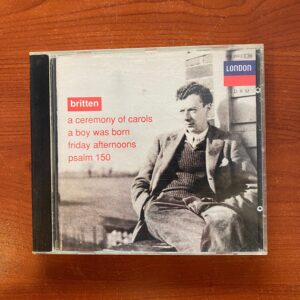 LONDON
britten
a ceremony of carols
a boy was born
friday afternoons
psalm 150